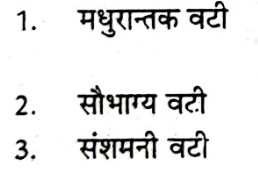 1. मधुरान्तक वटी
2. सौभाग्य वटी
3. संशमनी वटी